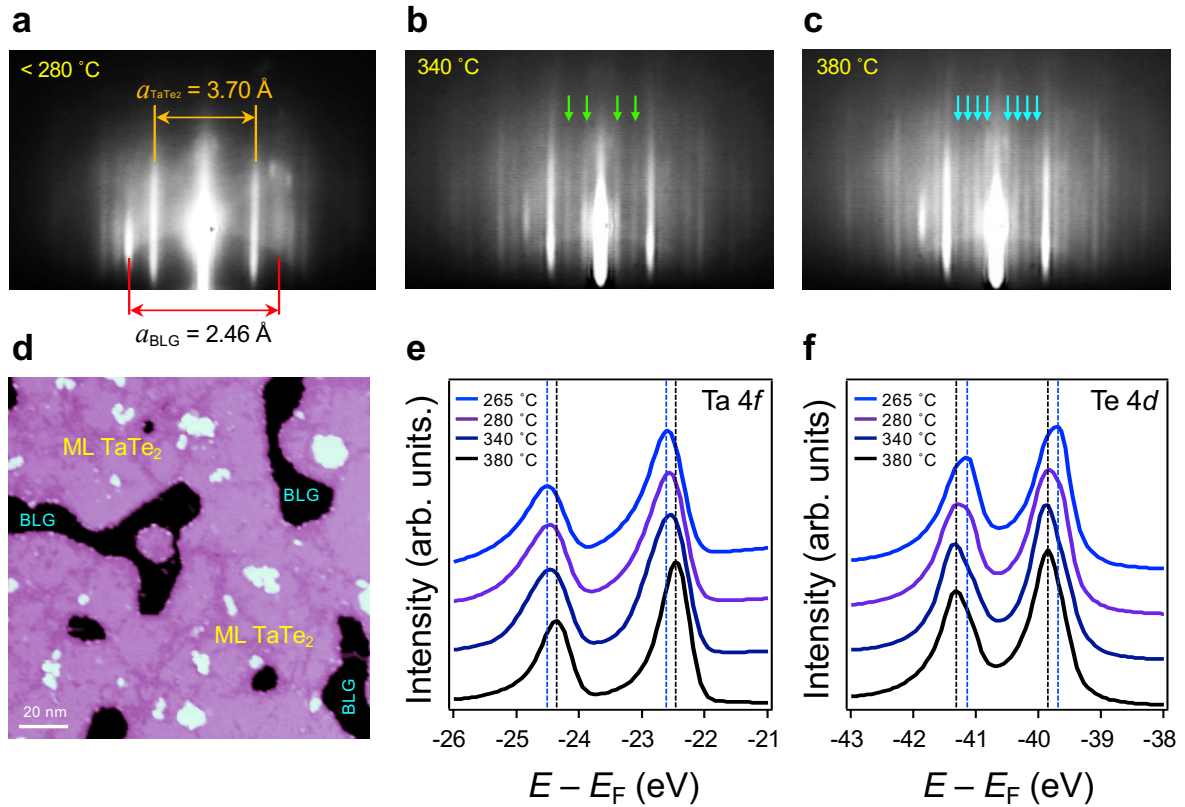 a
< 280 ˚C
aTaTe2 = 3.70 Å
aBLG = 2.46 Å
b
340 ˚C
c
380 ˚C
d
ML TaTe2
BLG
BLG
ML TaTe2
BLG
20 nm
e
Ta 4f
265 ˚C
280 ˚C
340 ˚C
380 ˚C
Intensity (arb. units.)
-26 -25 -24 -23 -22 -21
E – EF (eV)
f
Te 4d
265 ˚C
280 ˚C
340 ˚C
380 ˚C
Intensity (arb. units)
-43 -42 -41 -40 -39 -38
E – EF (eV)